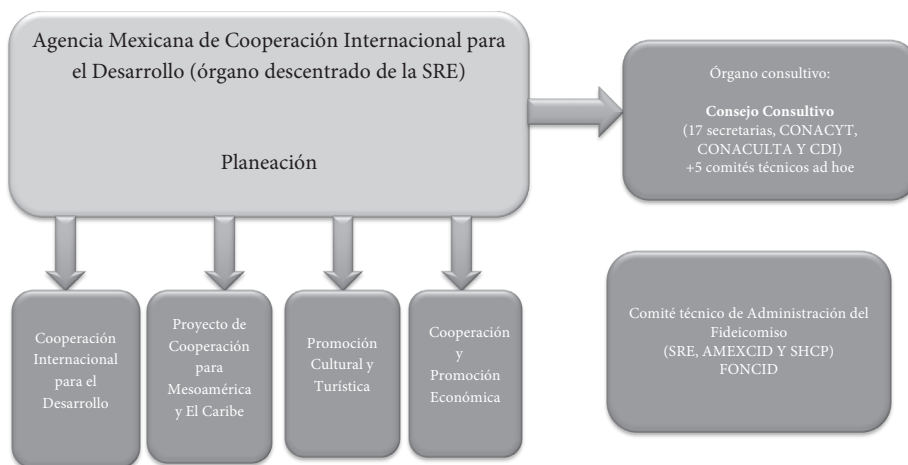 Agencia Mexicana de Cooperación Internacional para
el Desarrollo (órgano descentrado de la SRE)
Planeación
Órgano consultivo:
Consejo Consultivo
(17 secretarias, CONACYT,
CONACULTA Y CDI)
+5 comités técnicos ad hoe
Cooperación
Internacional
para el
Desarrollo
Proyecto de
Cooperación
para
Mesoamérica
y El Caribe
Promoción
Cultural y
Turística
Cooperación
y
Promoción
Económica
Comité técnico de Administración del
Fideicomiso
(SRE, AMEXCID Y SHCP)
FONCID